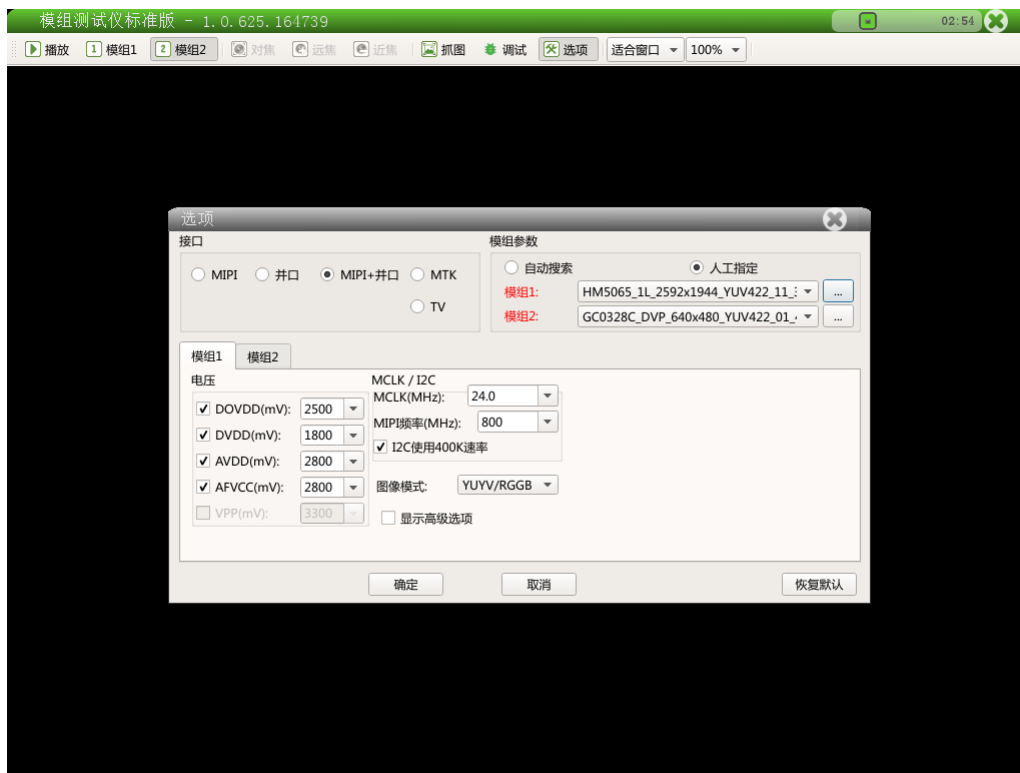 模组测试仪标准版 - 1.0.625.164739 02:54
播放 1 模组1 2 模组2 对焦 远焦 近焦 抓图 调试 选项 适合窗口 100%
选项
接口 模组参数
MIPI 并口 MIPI+并口 MTK 自动搜索 人工指定
模组1: HM5065_1L_2592x1944_YUV422_11_ ...
TV 模组2: GC0328C_DVP_640x480_YUV422_01_ ...
模组1 模组2
电压 MCLK / I2C
DOVDD(mV): 2500 MCLK(MHz): 24.0
DVDD(mV): 1800 MIPI频率(MHz): 800
AVDD(mV): 2800 I2C使用400K速率
AFVCC(mV): 2800 图像模式: YUYV/RGGB
VPP(mV): 3300 显示高级选项
确定 取消 恢复默认